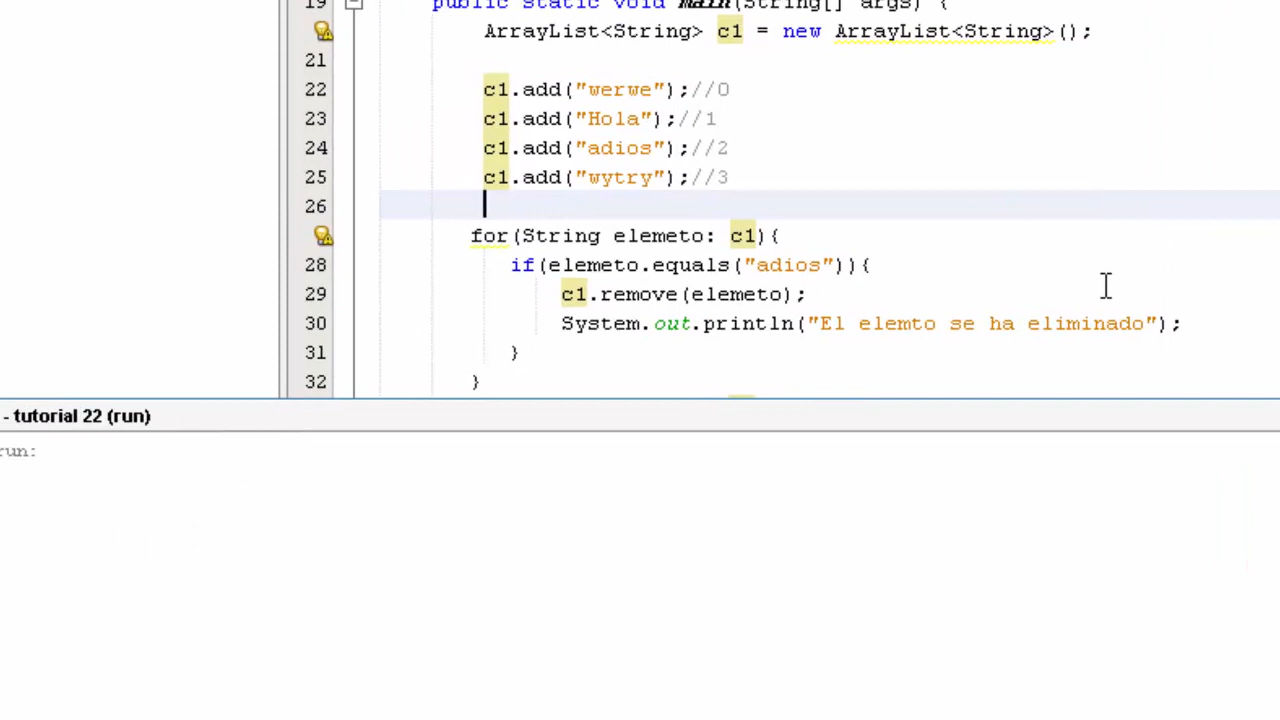 19 public static void main(String[] args) {
ArrayList<String> c1 = new ArrayList<String>();
21
22 c1.add("werwe");//0
23 c1.add("Hola");//1
24 c1.add("adios");//2
25 c1.add("wytry");//3
26
for(String elemeto: c1){
28 if(elemeto.equals("adios")){
29 c1.remove(elemeto);
30 System.out.println("El elemto se ha eliminado");
31 }
32 }
- tutorial 22 (run)
run: